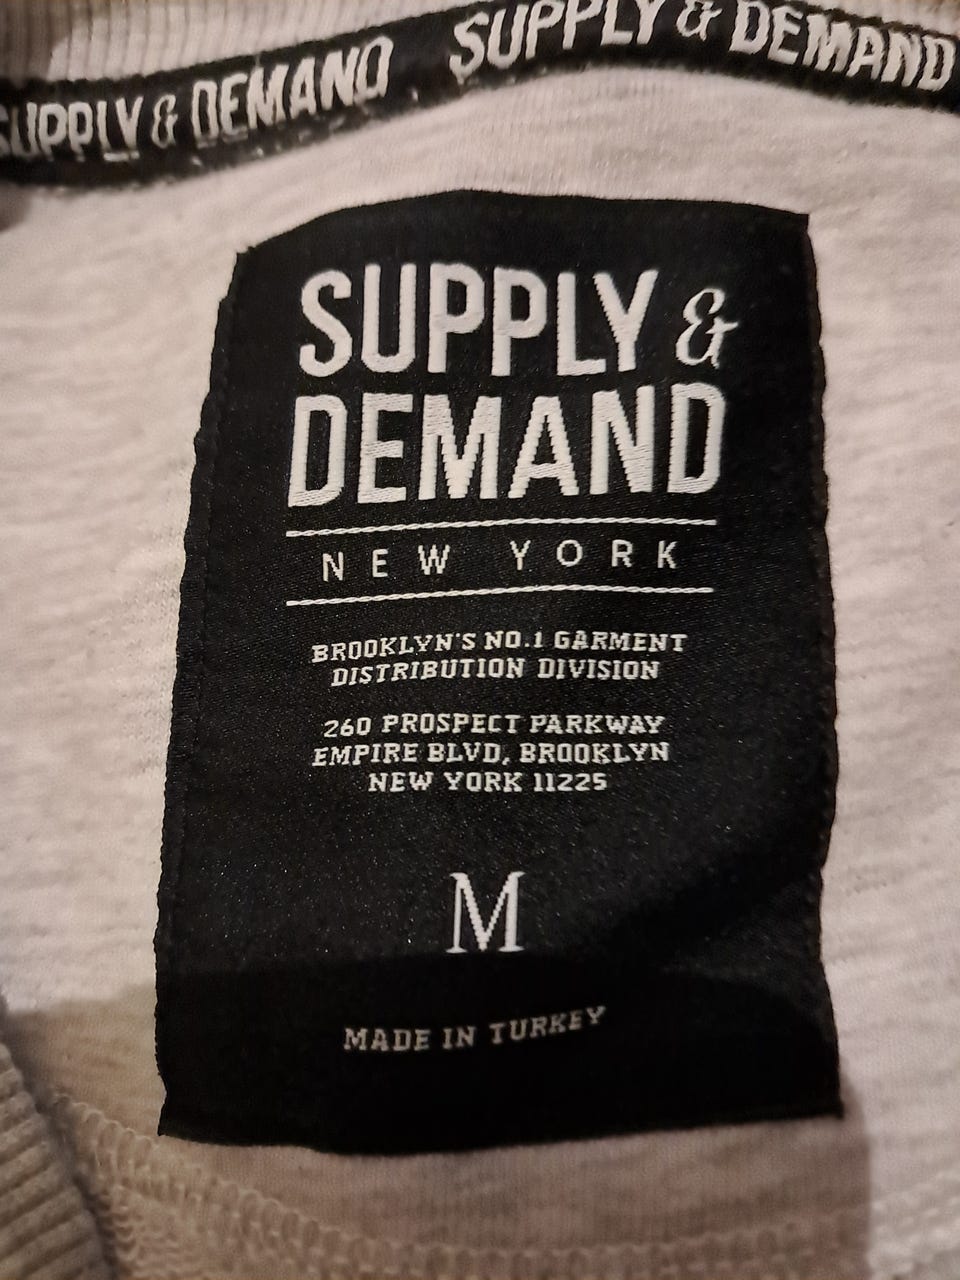 SUPPLY & DEMAND SUPPLY & DEMAND
SUPPLY &
DEMAND
NEW YORK
BROOKLYN'S NO.1 GARMENT
DISTRIBUTION DIVISION
260 PROSPECT PARKWAY
EMPIRE BLVD, BROOKLYN
NEW YORK 11225
M
MADE IN TURKEY